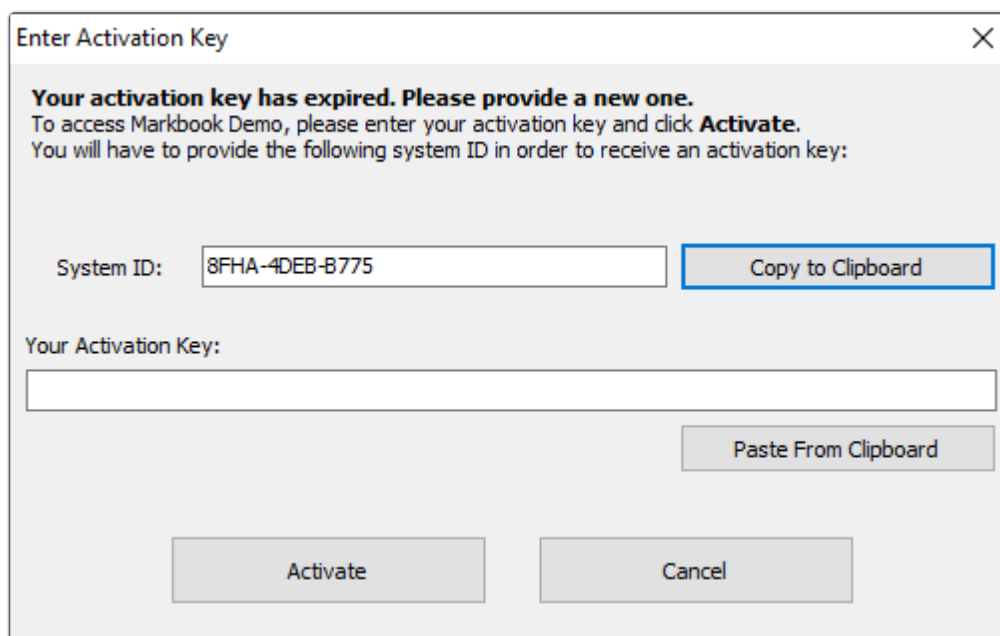 Enter Activation Key
Your activation key has expired. Please provide a new one.
To access Markbook Demo, please enter your activation key and click Activate.
You will have to provide the following system ID in order to receive an activation key:
System ID: 8FHA-4DEB-B775 Copy to Clipboard
Your Activation Key:
Paste From Clipboard
Activate Cancel